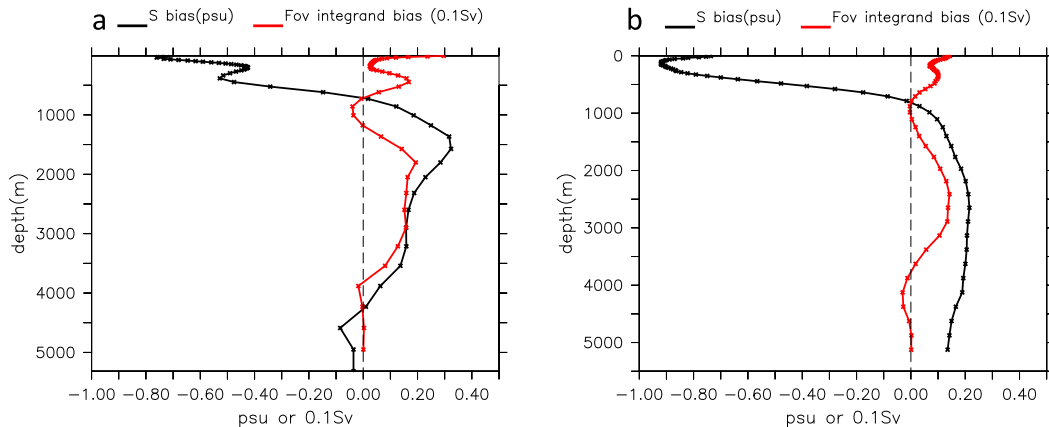 a S bias(psu) Fov integrand bias (0.1Sv)
1000
2000
3000
4000
5000
depth(m)
-1.00 -0.80 -0.60 -0.40 -0.20 0.00 0.20 0.40
psu or 0.1Sv
b S bias(psu) Fov integrand bias (0.1Sv)
0
1000
2000
3000
4000
5000
depth(m)
-1.00 -0.80 -0.60 -0.40 -0.20 0.00 0.20 0.40
psu or 0.1Sv